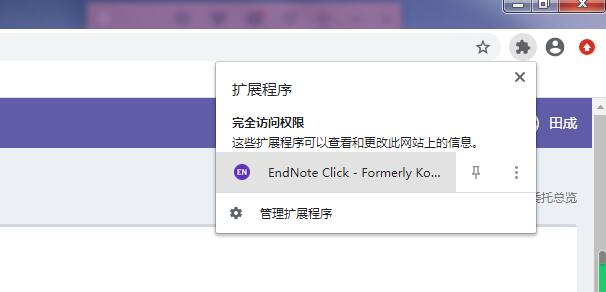 扩展程序
完全访问权限
田成
这些扩展程序可以查看和更改此网站上的信息。
EN
EndNote Click - Formerly Ko...
托总览
管理扩展程序